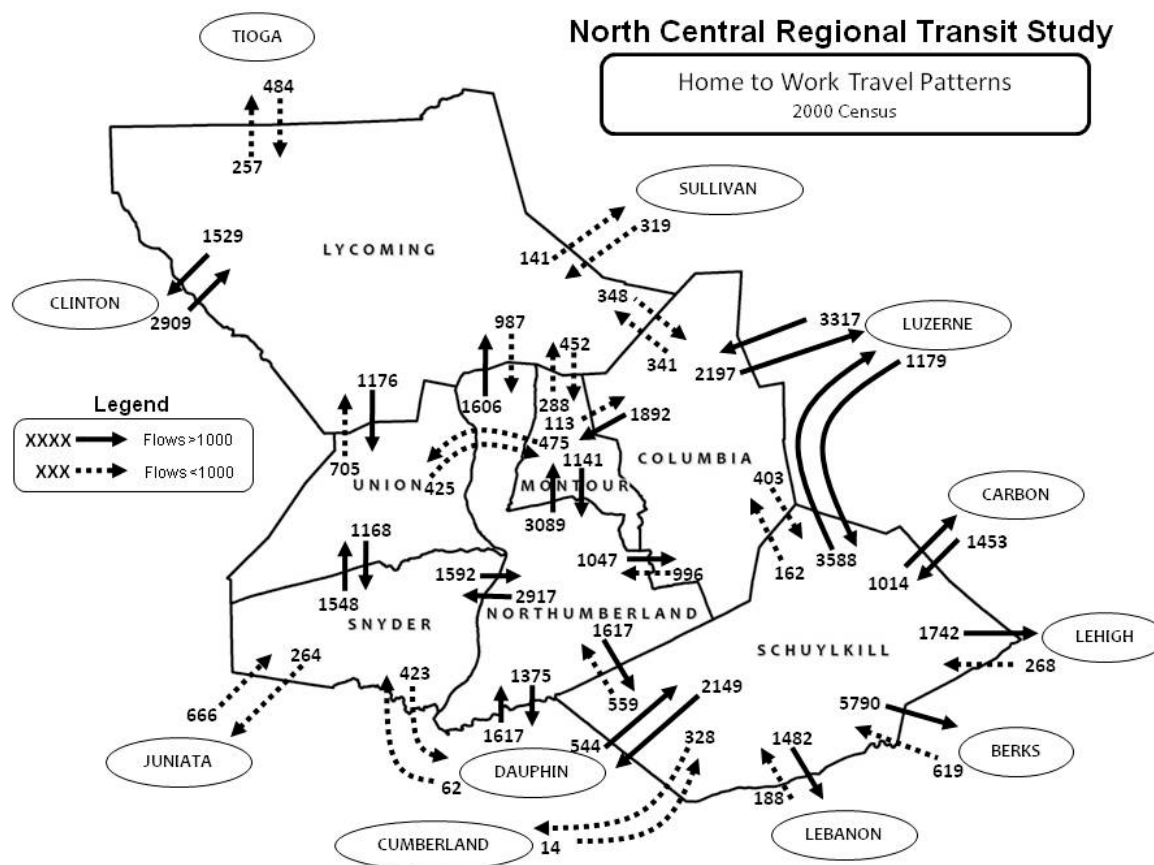 North Central Regional Transit Study
Home to Work Travel Patterns
2000 Census
TIOGA
484
257
SULLIVAN
319
141
1529
LYCOMING
CLINTON
2909
348
341
3317
LUZERNE
2197
1179
987
452
1606
288
113
1892
1176
475
Legend
XXXX
Flows >1000
XXX
Flows <1000
705
UNION
425
1141
MONTOUR
COLUMBIA
403
CARBON
3089
1453
1168
1047
996
162
3588
1014
1592
1548
2917
SNYDER
NORTHUMBERLAND
1617
1742
LEHIGH
SCHUYLKILL
268
264
423
1375
2149
559
5790
666
1617
544
328
1482
BERKS
619
JUNIATA
DAUPHIN
62
188
CUMBERLAND
14
LEBANON